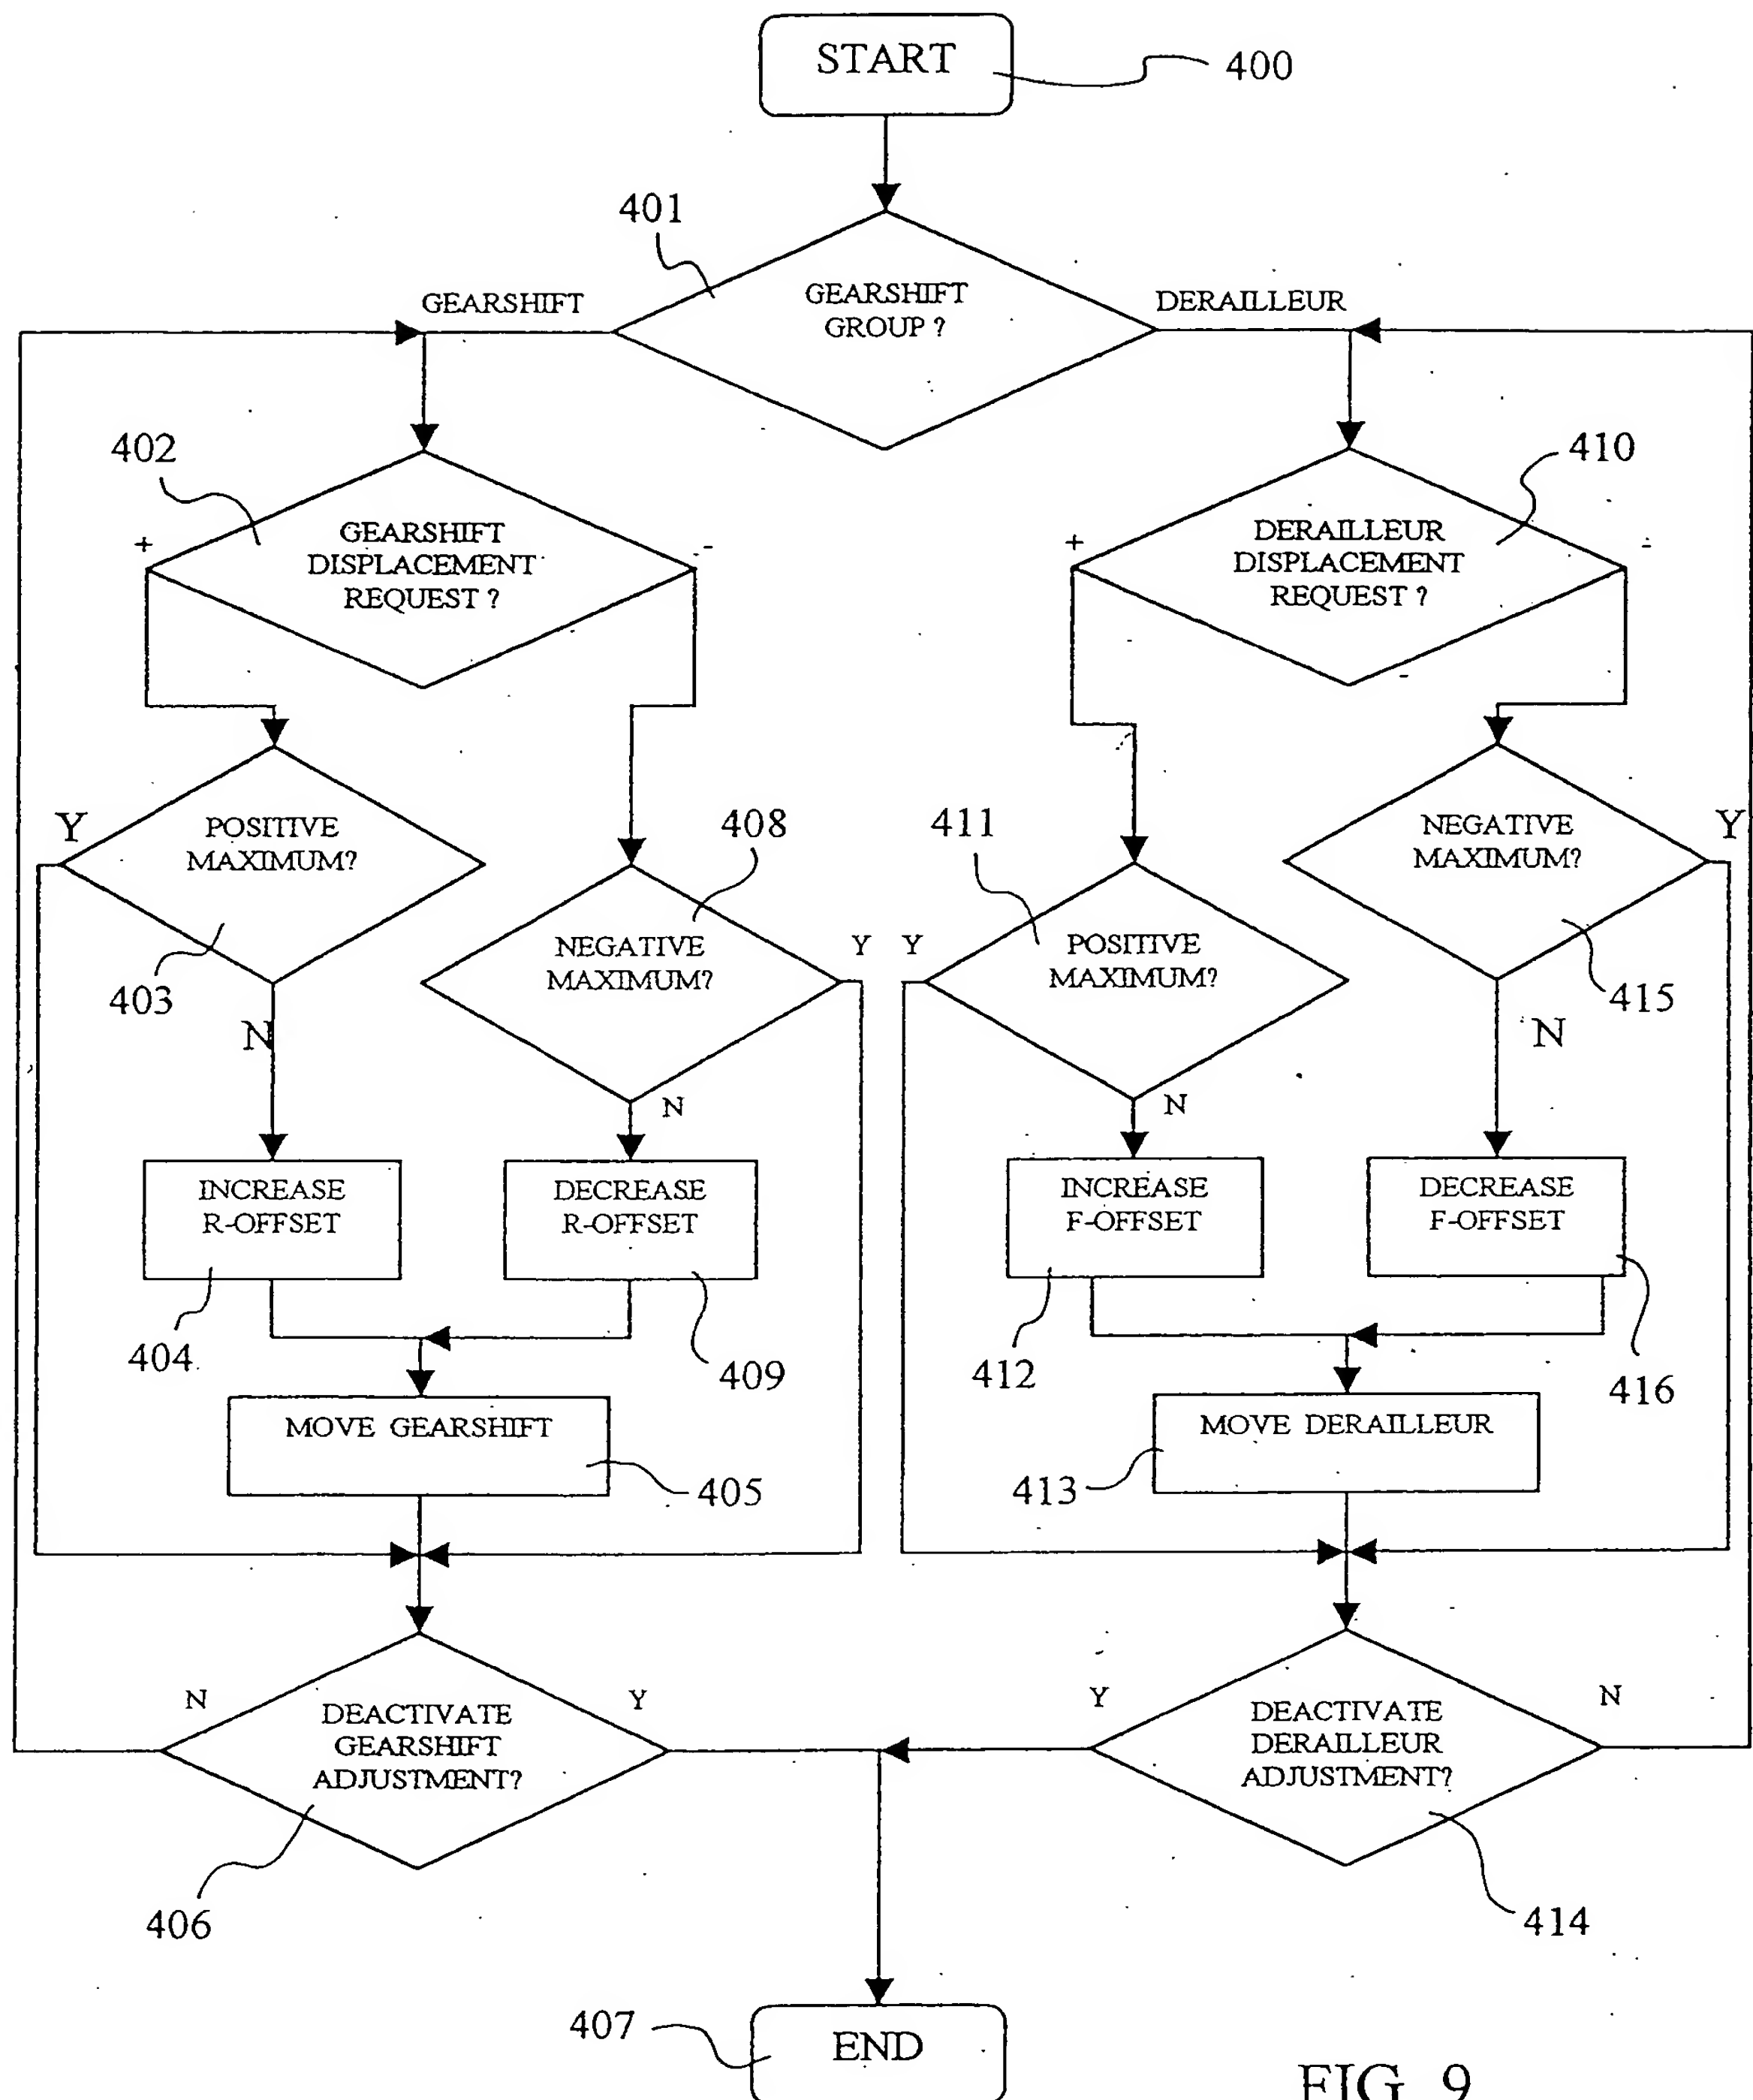 START
400
401
GEARSHIFT
GEARSHIFT
GROUP ?
DERAILLEUR
402
410
+
GEARSHIFT
DISPLACEMENT
REQUEST ?
-
+
DERAILLEUR
DISPLACEMENT
REQUEST ?
-
Y
POSITIVE
MAXIMUM?
403
N
408
NEGATIVE
MAXIMUM?
Y
N
411
Y
POSITIVE
MAXIMUM?
N
NEGATIVE
MAXIMUM?
Y
415
N
INCREASE
R-OFFSET
404
DECREASE
R-OFFSET
409
INCREASE
F-OFFSET
412
DECREASE
F-OFFSET
416
MOVE GEARSHIFT
405
MOVE DERAILLEUR
413
N
DEACTIVATE
GEARSHIFT
ADJUSTMENT?
Y
406
Y
DEACTIVATE
DERAILLEUR
ADJUSTMENT?
N
414
407
END
FIG. 9